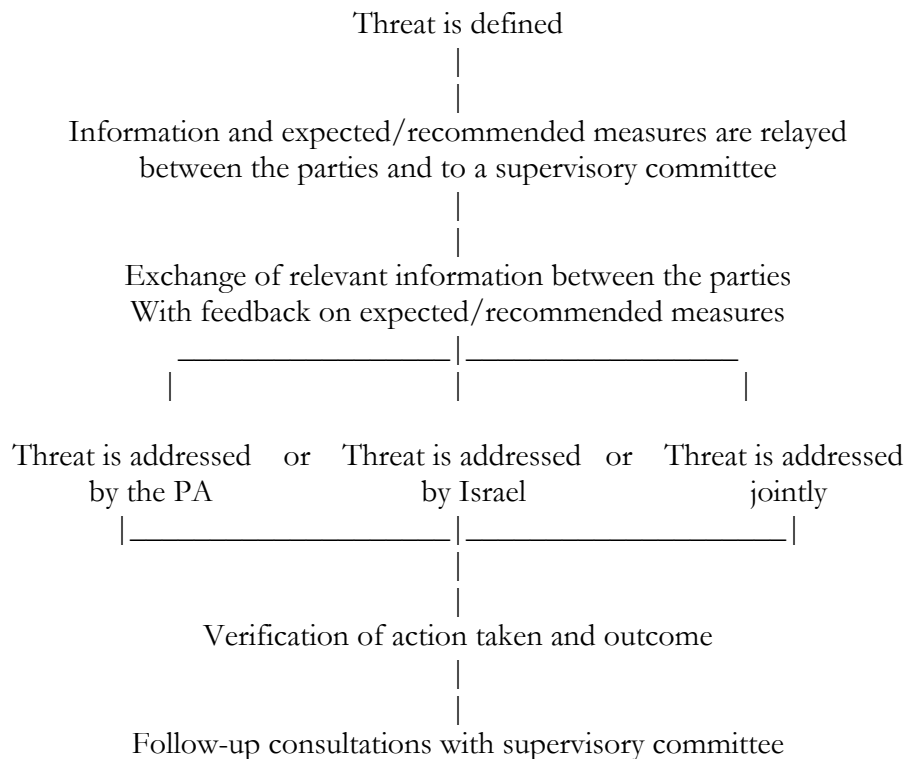 Threat is defined
Information and expected/recommended measures are relayed
between the parties and to a supervisory committee
Exchange of relevant information between the parties
With feedback on expected/recommended measures
Threat is addressed or Threat is addressed or Threat is addressed
by the PA by Israel jointly
Verification of action taken and outcome
Follow-up consultations with supervisory committee